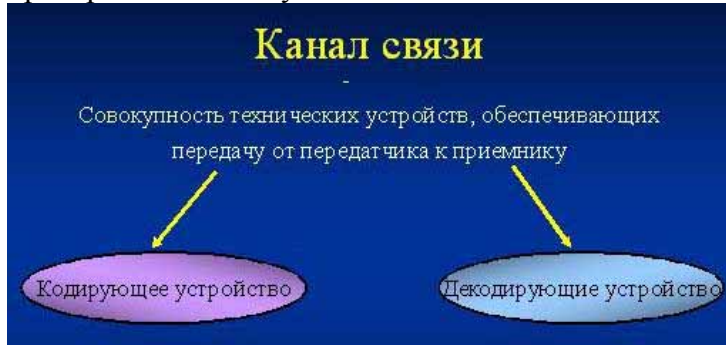 Канал связи
-
Совокупность технических устройств, обеспечивающих
передачу от передатчика к приемнику
Кодирующее устройство
Декодирующие устройство